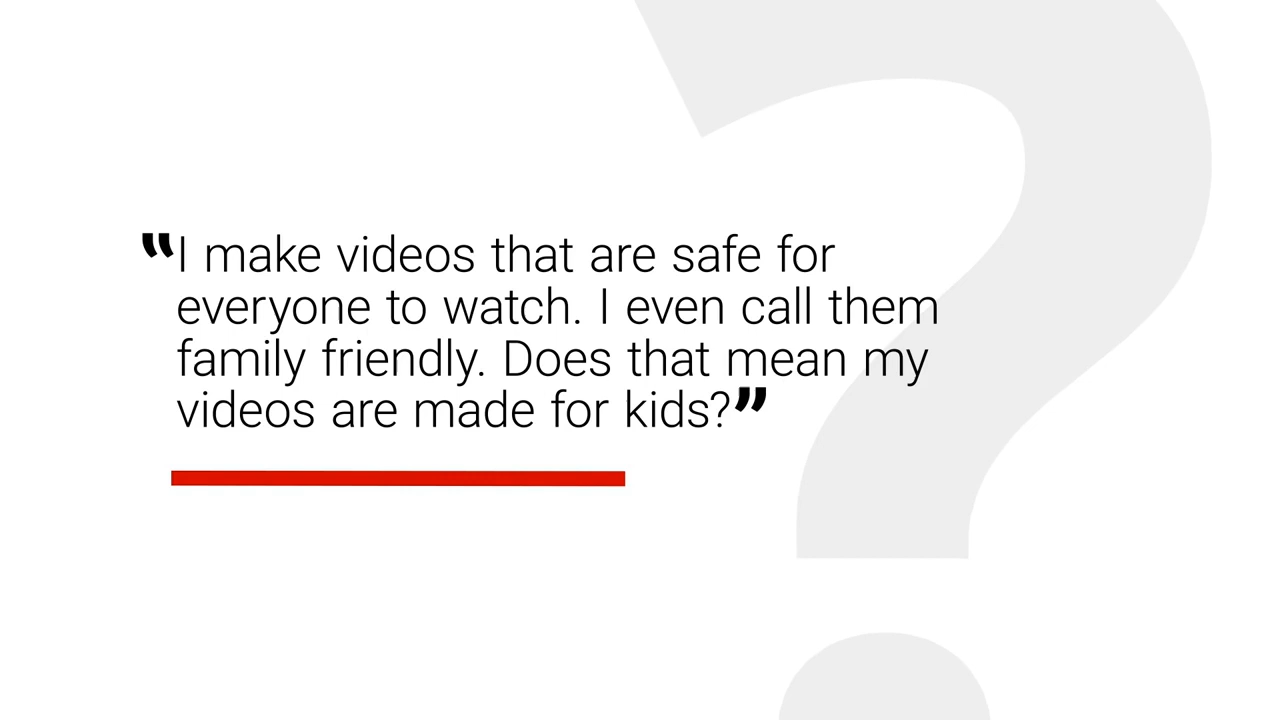 "I make videos that are safe for
everyone to watch. I even call them
family friendly. Does that mean my
videos are made for kids?"